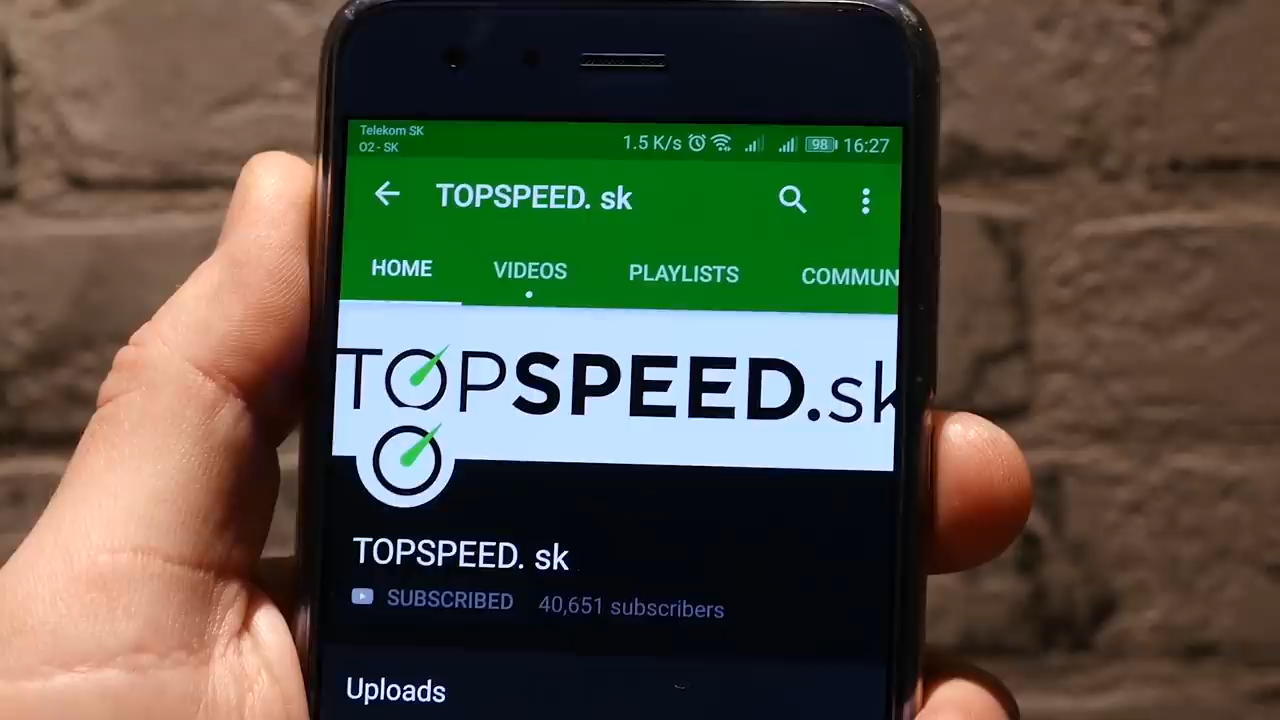 Telekom SK
O2 - SK
1.5 K/s 98 16:27
TOPSPEED. sk
HOME VIDEOS PLAYLISTS COMMUN
TOPSPEED.sk
TOPSPEED. sk
SUBSCRIBED 40,651 subscribers
Uploads